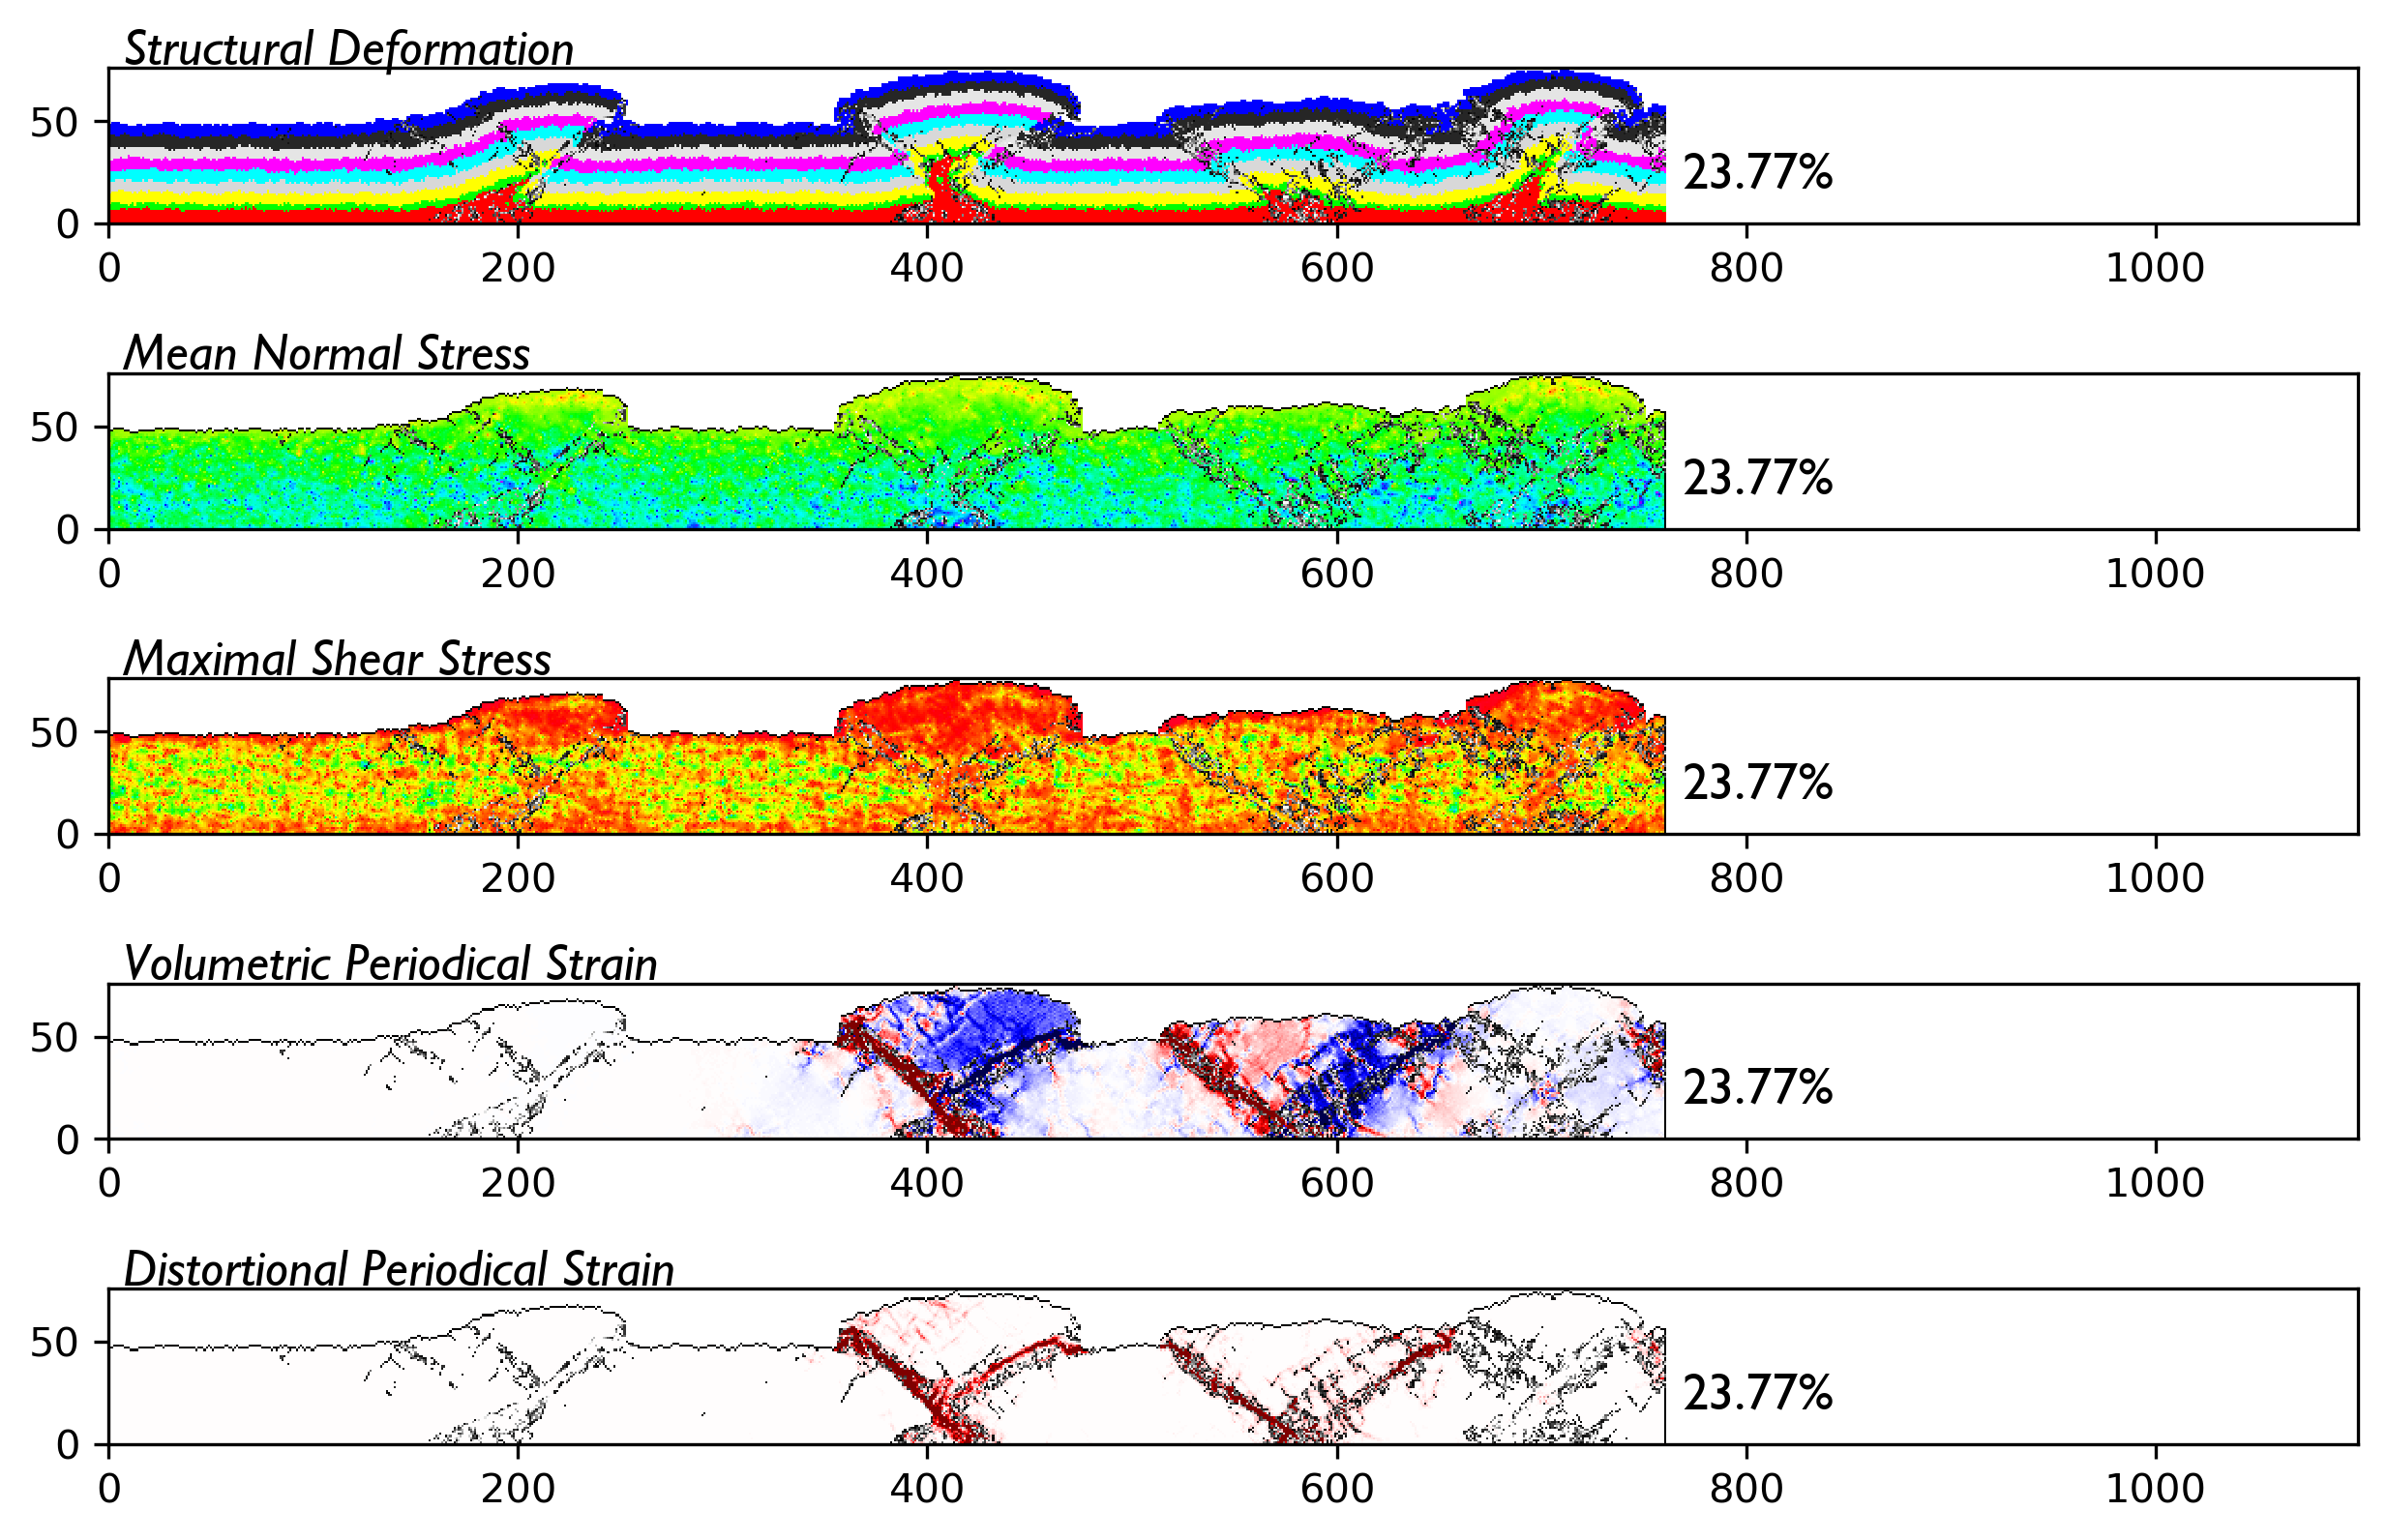 Structural Deformation
50
0
23.77%
0 200 400 600 800 1000
Mean Normal Stress
50
0
23.77%
0 200 400 600 800 1000
Maximal Shear Stress
50
0
23.77%
0 200 400 600 800 1000
Volumetric Periodical Strain
50
0
23.77%
0 200 400 600 800 1000
Distortional Periodical Strain
50
0
23.77%
0 200 400 600 800 1000